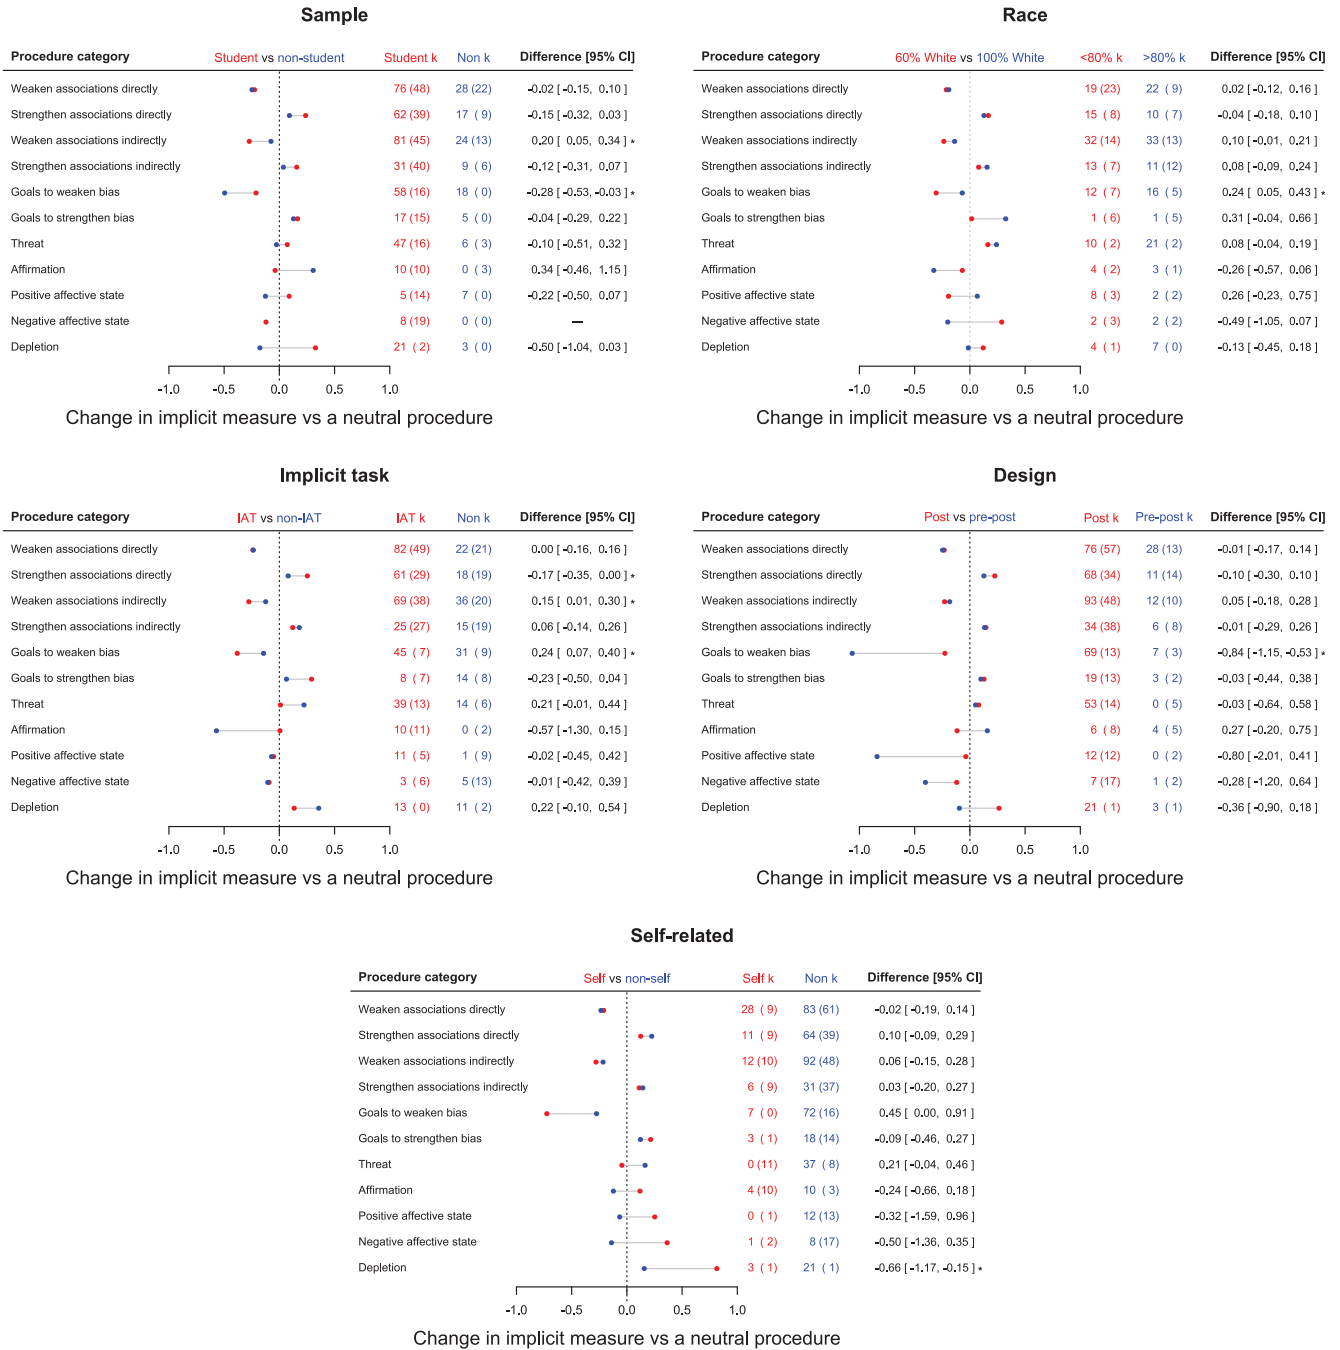 Sample
Procedure category Student vs non-student Student k Non k Difference [95% CI]
Weaken associations directly 76 (48) 28 (22) -0.02 [ -0.15, 0.10 ]
Strengthen associations directly 62 (39) 17 ( 9) -0.15 [ -0.32, 0.03 ]
Weaken associations indirectly 81 (45) 24 (13) 0.20 [ 0.05, 0.34 ] *
Strengthen associations indirectly 31 (40) 9 ( 6) -0.12 [ -0.31, 0.07 ]
Goals to weaken bias 58 (16) 18 ( 0) -0.28 [ -0.53, -0.03 ] *
Goals to strengthen bias 17 (15) 5 ( 0) -0.04 [ -0.29, 0.22 ]
Threat 47 (16) 6 ( 3) -0.10 [ -0.51, 0.32 ]
Affirmation 10 (10) 0 ( 3) 0.34 [ -0.46, 1.15 ]
Positive affective state 5 (14) 7 ( 0) -0.22 [ -0.50, 0.07 ]
Negative affective state 8 (19) 0 ( 0) —
Depletion 21 ( 2) 3 ( 0) -0.50 [ -1.04, 0.03 ]
-1.0 -0.5 0.0 0.5 1.0
Change in implicit measure vs a neutral procedure
Race
Procedure category 60% White vs 100% White <80% k >80% k Difference [95% CI]
Weaken associations directly 19 (23) 22 ( 9) 0.02 [ -0.12, 0.16 ]
Strengthen associations directly 15 ( 8) 10 ( 7) -0.04 [ -0.18, 0.10 ]
Weaken associations indirectly 32 (14) 33 (13) 0.10 [ -0.01, 0.21 ]
Strengthen associations indirectly 13 ( 7) 11 (12) 0.08 [ -0.09, 0.24 ]
Goals to weaken bias 12 ( 7) 16 ( 5) 0.24 [ 0.05, 0.43 ] *
Goals to strengthen bias 1 ( 6) 1 ( 5) 0.31 [ -0.04, 0.66 ]
Threat 10 ( 2) 21 ( 2) 0.08 [ -0.04, 0.19 ]
Affirmation 4 ( 2) 3 ( 1) -0.26 [ -0.57, 0.06 ]
Positive affective state 8 ( 3) 2 ( 2) 0.26 [ -0.23, 0.75 ]
Negative affective state 2 ( 3) 2 ( 2) -0.49 [ -1.05, 0.07 ]
Depletion 4 ( 1) 7 ( 0) -0.13 [ -0.45, 0.18 ]
-1.0 -0.5 0.0 0.5 1.0
Change in implicit measure vs a neutral procedure
Implicit task
Procedure category IAT vs non-IAT IAT k Non k Difference [95% CI]
Weaken associations directly 82 (49) 22 (21) 0.00 [ -0.16, 0.16 ]
Strengthen associations directly 61 (29) 18 (19) -0.17 [ -0.35, 0.00 ] *
Weaken associations indirectly 69 (38) 36 (20) 0.15 [ 0.01, 0.30 ] *
Strengthen associations indirectly 25 (27) 15 (19) 0.06 [ -0.14, 0.26 ]
Goals to weaken bias 45 ( 7) 31 ( 9) 0.24 [ 0.07, 0.40 ] *
Goals to strengthen bias 8 ( 7) 14 ( 8) -0.23 [ -0.50, 0.04 ]
Threat 39 (13) 14 ( 6) 0.21 [ -0.01, 0.44 ]
Affirmation 10 (11) 0 ( 2) -0.57 [ -1.30, 0.15 ]
Positive affective state 11 ( 5) 1 ( 9) -0.02 [ -0.45, 0.42 ]
Negative affective state 3 ( 6) 5 (13) -0.01 [ -0.42, 0.39 ]
Depletion 13 ( 0) 11 ( 2) 0.22 [ -0.10, 0.54 ]
-1.0 -0.5 0.0 0.5 1.0
Change in implicit measure vs a neutral procedure
Design
Procedure category Post vs pre-post Post k Pre-post k Difference [95% CI]
Weaken associations directly 76 (57) 28 (13) -0.01 [ -0.17, 0.14 ]
Strengthen associations directly 68 (34) 11 (14) -0.10 [ -0.30, 0.10 ]
Weaken associations indirectly 93 (48) 12 (10) 0.05 [ -0.18, 0.28 ]
Strengthen associations indirectly 34 (38) 6 ( 8) -0.01 [ -0.29, 0.26 ]
Goals to weaken bias 69 (13) 7 ( 3) -0.84 [ -1.15, -0.53 ] *
Goals to strengthen bias 19 (13) 3 ( 2) -0.03 [ -0.44, 0.38 ]
Threat 53 (14) 0 ( 5) -0.03 [ -0.64, 0.58 ]
Affirmation 6 ( 8) 4 ( 5) 0.27 [ -0.20, 0.75 ]
Positive affective state 12 (12) 0 ( 2) -0.80 [ -2.01, 0.41 ]
Negative affective state 7 (17) 1 ( 2) -0.28 [ -1.20, 0.64 ]
Depletion 21 ( 1) 3 ( 1) -0.36 [ -0.90, 0.18 ]
-1.0 -0.5 0.0 0.5 1.0
Change in implicit measure vs a neutral procedure
Self-related
Procedure category Self vs non-self Self k Non k Difference [95% CI]
Weaken associations directly 28 ( 9) 83 (61) -0.02 [ -0.19, 0.14 ]
Strengthen associations directly 11 ( 9) 64 (39) 0.10 [ -0.09, 0.29 ]
Weaken associations indirectly 12 (10) 92 (48) 0.06 [ -0.15, 0.28 ]
Strengthen associations indirectly 6 ( 9) 31 (37) 0.03 [ -0.20, 0.27 ]
Goals to weaken bias 7 ( 0) 72 (16) 0.45 [ 0.00, 0.91 ]
Goals to strengthen bias 3 ( 1) 18 (14) -0.09 [ -0.46, 0.27 ]
Threat 0 (11) 37 ( 8) 0.21 [ -0.04, 0.46 ]
Affirmation 4 (10) 10 ( 3) -0.24 [ -0.66, 0.18 ]
Positive affective state 0 ( 1) 12 (13) -0.32 [ -1.59, 0.96 ]
Negative affective state 1 ( 2) 8 (17) -0.50 [ -1.36, 0.35 ]
Depletion 3 ( 1) 21 ( 1) -0.66 [ -1.17, -0.15 ] *
-1.0 -0.5 0.0 0.5 1.0
Change in implicit measure vs a neutral procedure